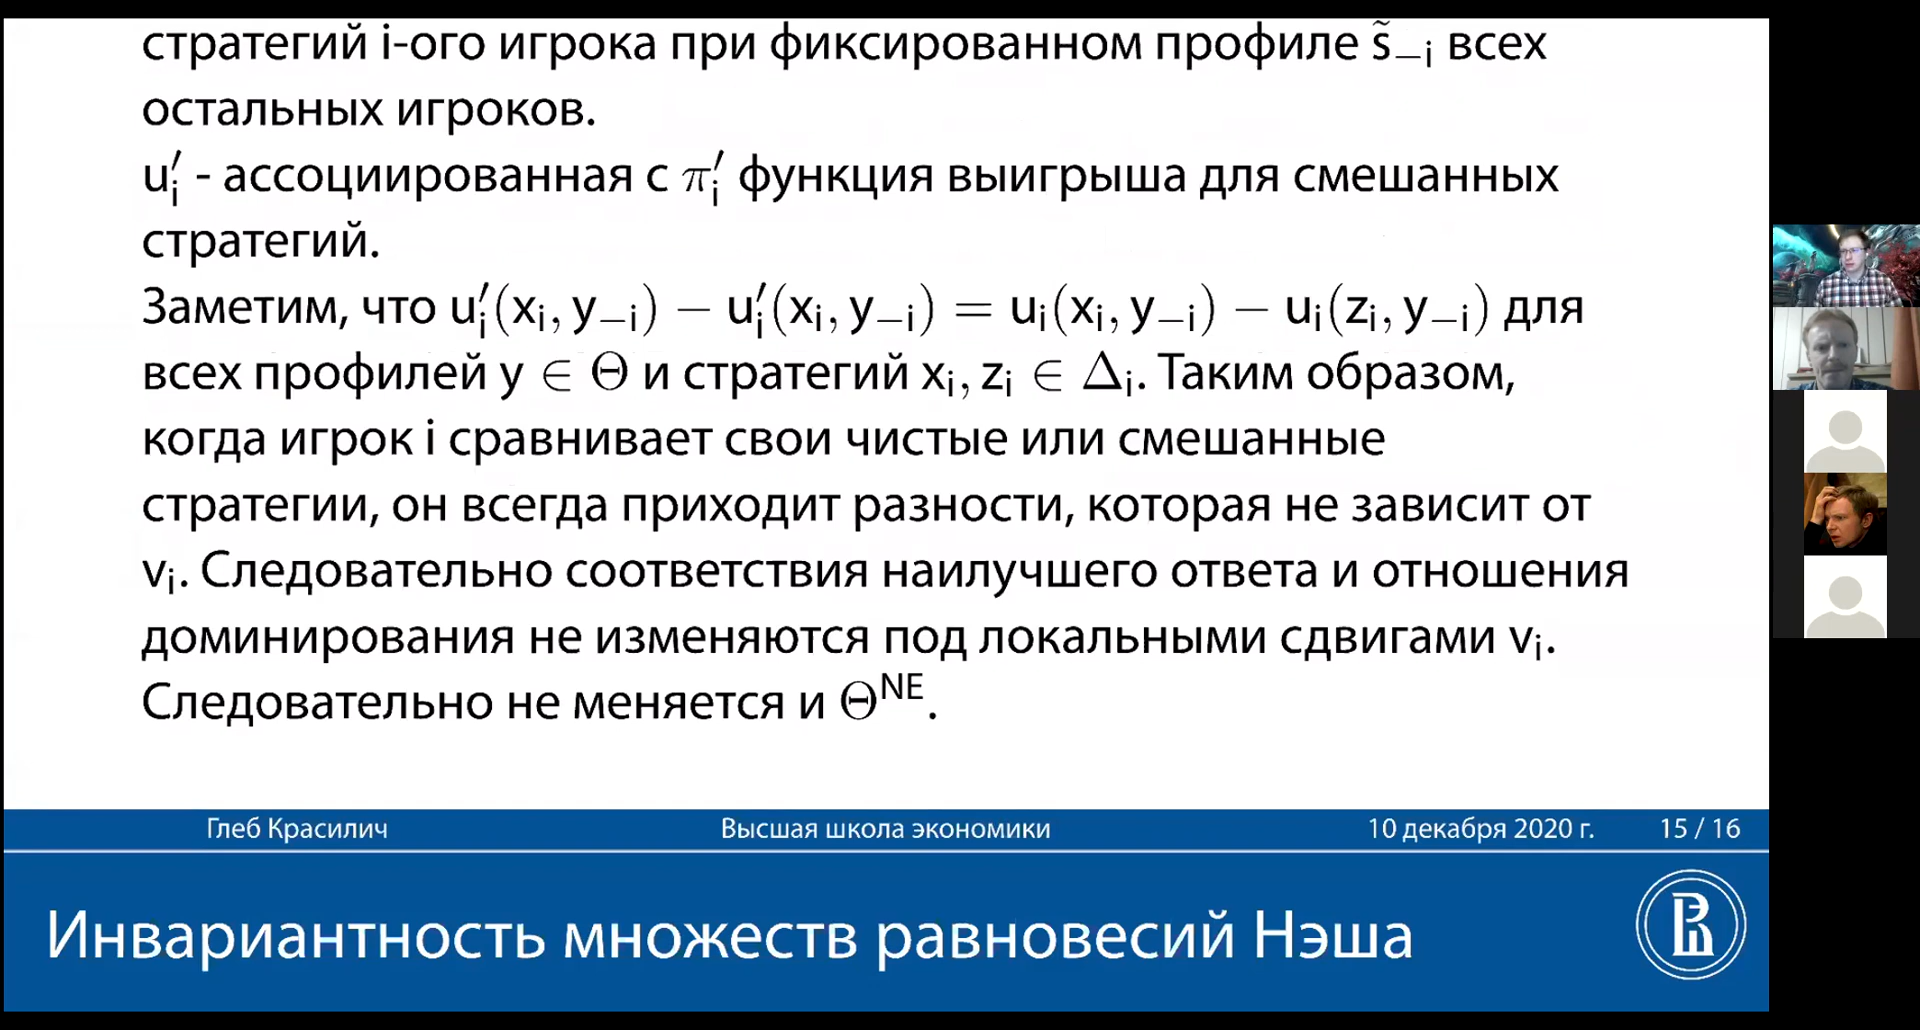 стратегий i-ого игрока при фиксированном профиле s̃₋ᵢ всех
остальных игроков.
u′ᵢ - ассоциированная с π′ᵢ функция выигрыша для смешанных
стратегий.
Заметим, что u′ᵢ(xᵢ, y₋ᵢ) − u′ᵢ(xᵢ, y₋ᵢ) = uᵢ(xᵢ, y₋ᵢ) − uᵢ(zᵢ, y₋ᵢ) для
всех профилей y ∈ Θ и стратегий xᵢ, zᵢ ∈ Δᵢ. Таким образом,
когда игрок i сравнивает свои чистые или смешанные
стратегии, он всегда приходит разности, которая не зависит от
vᵢ. Следовательно соответствия наилучшего ответа и отношения
доминирования не изменяются под локальными сдвигами vᵢ.
Следовательно не меняется и Θᴺᴱ.
Глеб Красилич Высшая школа экономики 10 декабря 2020 г. 15 / 16
Инвариантность множеств равновесий Нэша